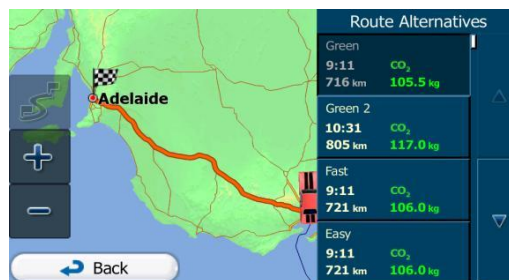 Route Alternatives
Adelaide
Green
9:11 CO₂
716 km 105.5 kg
Green 2
10:31 CO₂
805 km 117.0 kg
Fast
9:11 CO₂
721 km 106.0 kg
Easy
9:11 CO₂
721 km 106.0 kg
Back